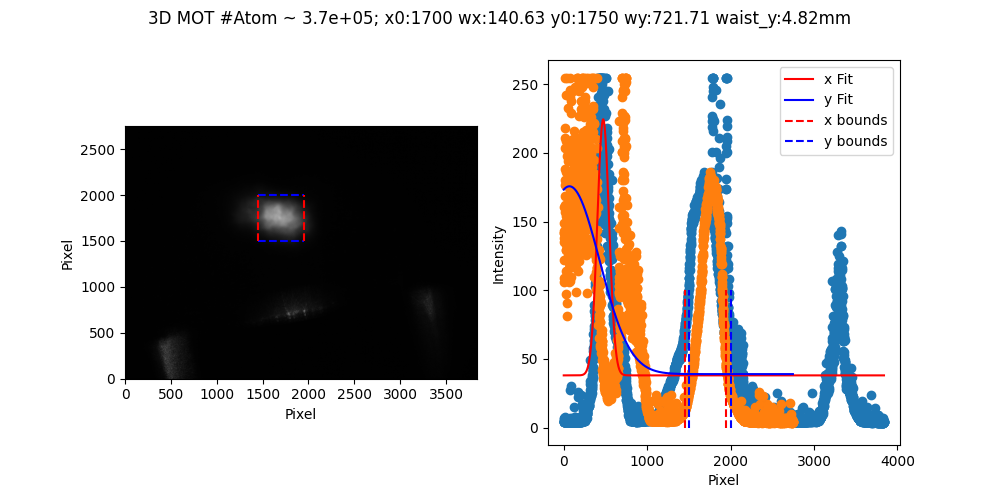 3D MOT #Atom ~ 3.7e+05; x0:1700 wx:140.63 y0:1750 wy:721.71 waist_y:4.82mm
2500
2000
1500
1000
500
0
Pixel
0 500 1000 1500 2000 2500 3000 3500
Pixel
250
200
150
100
50
0
Intensity
0 1000 2000 3000 4000
Pixel
x Fit
y Fit
x bounds
y bounds